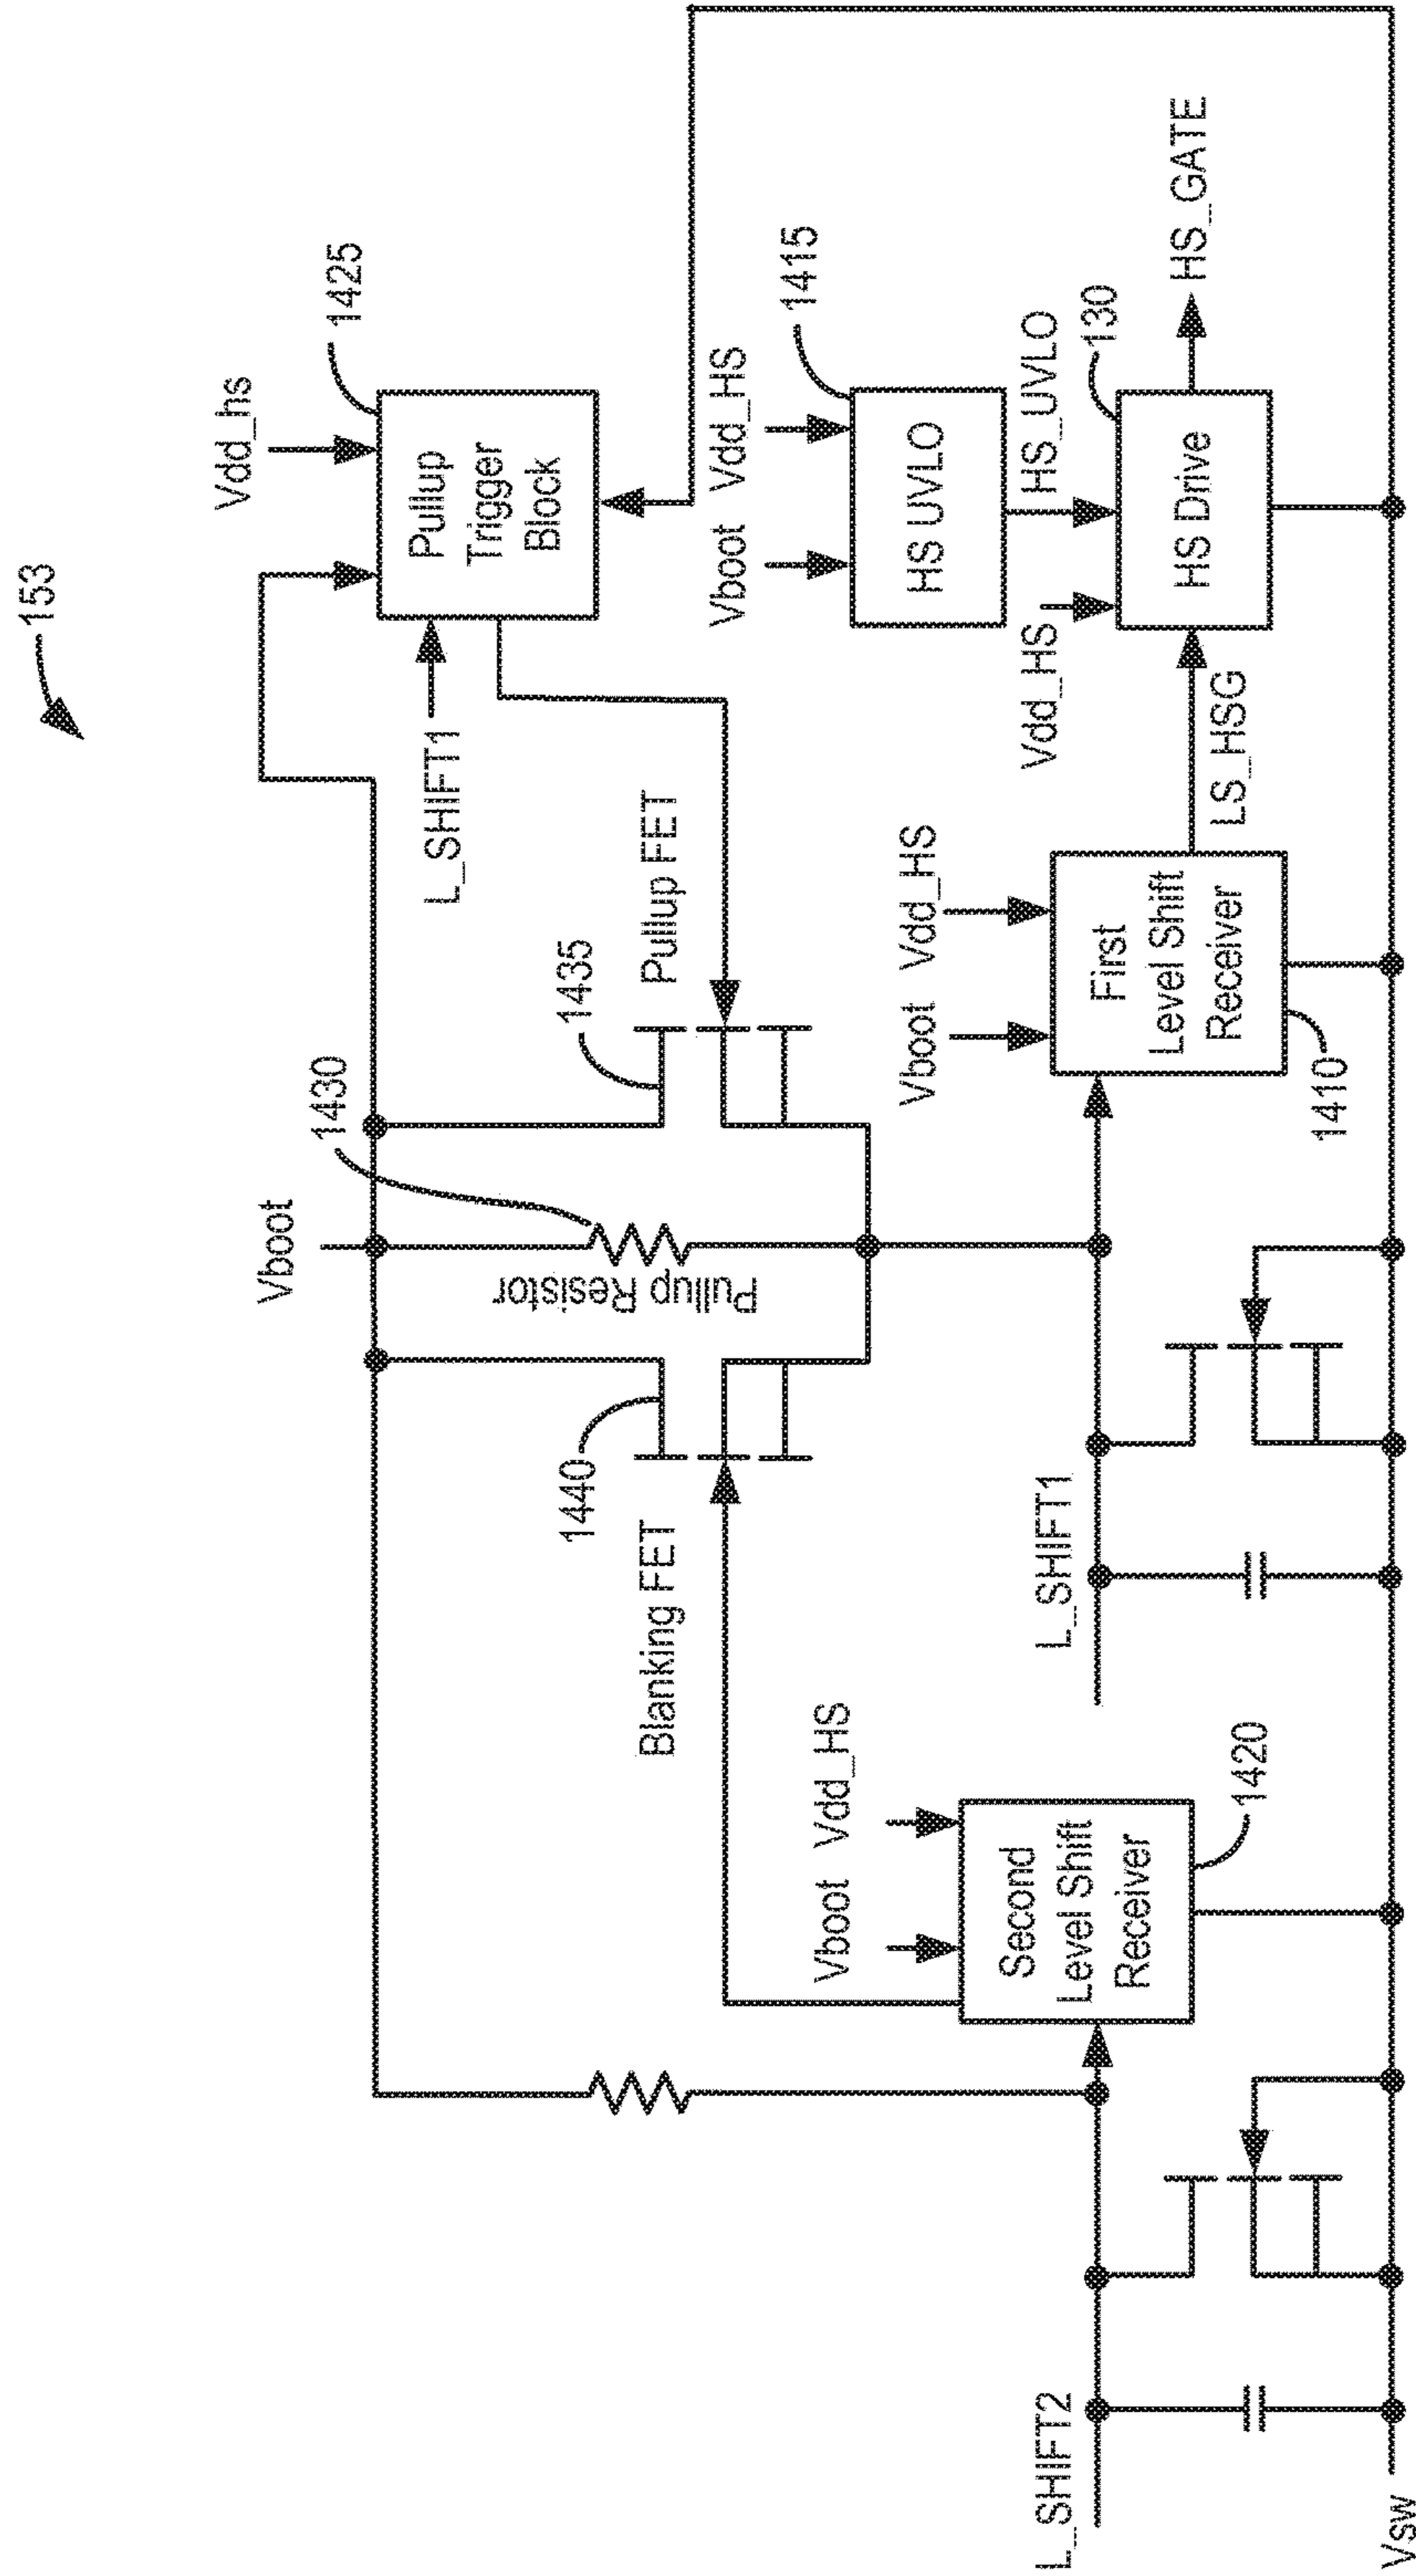 153
Vboot
Vdd_hs
1425
Pullup
Trigger
Block
L_SHIFT1
1430
Pullup Resistor
1435
Pullup FET
1440
Blanking FET
Vboot
Vdd_HS
1415
HS UVLO
HS_UVLO
Vboot
Vdd_HS
Second
Level Shift
Receiver
1420
Vboot
Vdd_HS
First
Level Shift
Receiver
1410
Vdd_HS
130
HS Drive
HS_GATE
LS_HSG
L_SHIFT2
L_SHIFT1
Vsw